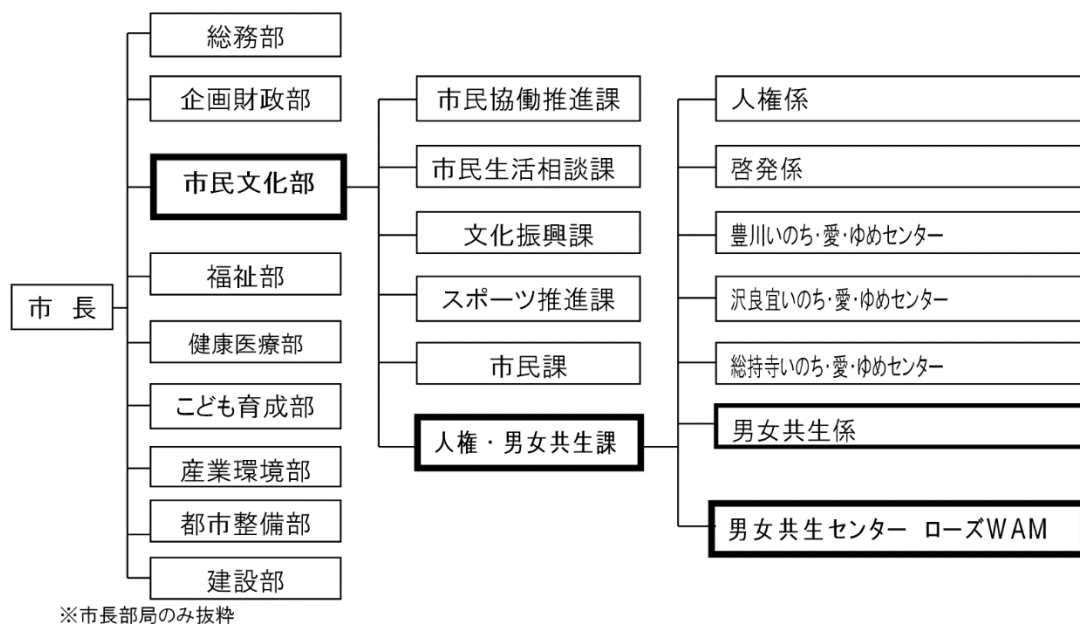 市 長
総務部
企画財政部
市民文化部
福祉部
健康医療部
こども育成部
産業環境部
都市整備部
建設部
市民協働推進課
市民生活相談課
文化振興課
スポーツ推進課
市民課
人権・男女共生課
人権係
啓発係
豊川いのち・愛・ゆめセンター
沢良宜いのち・愛・ゆめセンター
総持寺いのち・愛・ゆめセンター
男女共生係
男女共生センター ローズWAM
※市長部局のみ抜粋